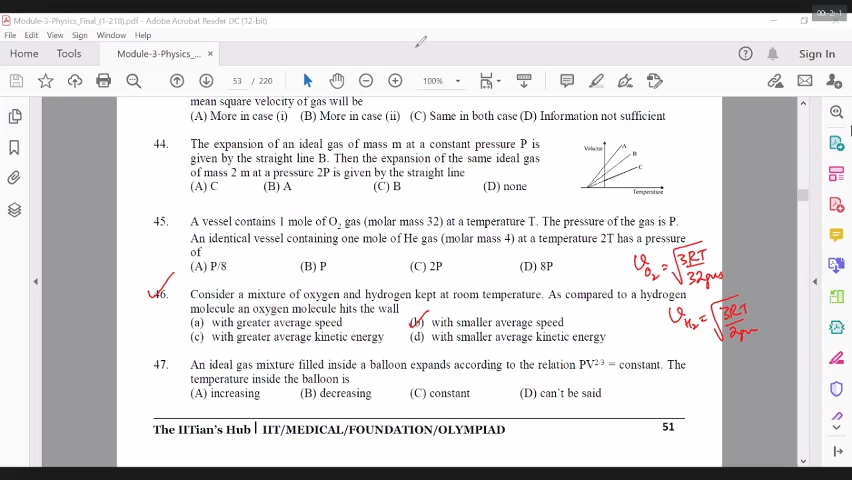 Module-3-Physics_Final_(1-218).pdf - Adobe Acrobat Reader DC (32-bit)
File Edit View Sign Window Help
Home Tools Module-3-Physics_... × Sign In
53 / 220 100%
mean square velocity of gas will be
(A) More in case (i) (B) More in case (ii) (C) Same in both case (D) Information not sufficient
44. The expansion of an ideal gas of mass m at a constant pressure P is
given by the straight line B. Then the expansion of the same ideal
gas of mass 2 m at a pressure 2P is given by the straight line
(A) C (B) A (C) B (D) none
Volume A
B
C
Temperature
45. A vessel contains 1 mole of O₂ gas (molar mass 32) at a temperature T. The pressure of the gas is P.
An identical vessel containing one mole of He gas (molar mass 4) at a temperature 2T has a pressure
of
(A) P/8 (B) P (C) 2P (D) 8P
υ_O₂ = √3RT/32gms
46. Consider a mixture of oxygen and hydrogen kept at room temperature. As compared to a hydrogen
molecule an oxygen molecule hits the wall
(a) with greater average speed (b) with smaller average speed
(c) with greater average kinetic energy (d) with smaller average kinetic energy
υ_H₂ = √3RT/2gm
47. An ideal gas mixture filled inside a balloon expands according to the relation PV²ᐟ³ = constant. The
temperature inside the balloon is
(A) increasing (B) decreasing (C) constant (D) can't be said
The IITian's Hub | IIT/MEDICAL/FOUNDATION/OLYMPIAD 51